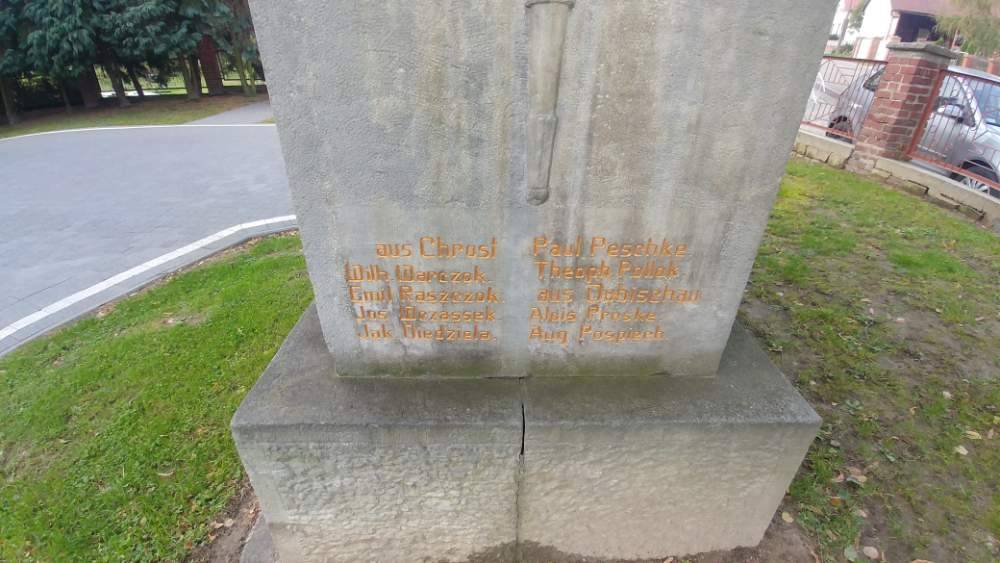 aus Chrost
Wilh. Warczok.
Emil Raszczok.
Jos. Wezassek.
Jak. Niedziela.
Paul Peschke
Theoph. Pollok
aus Dobischau
Alois Proske.
Aug. Pospiech.